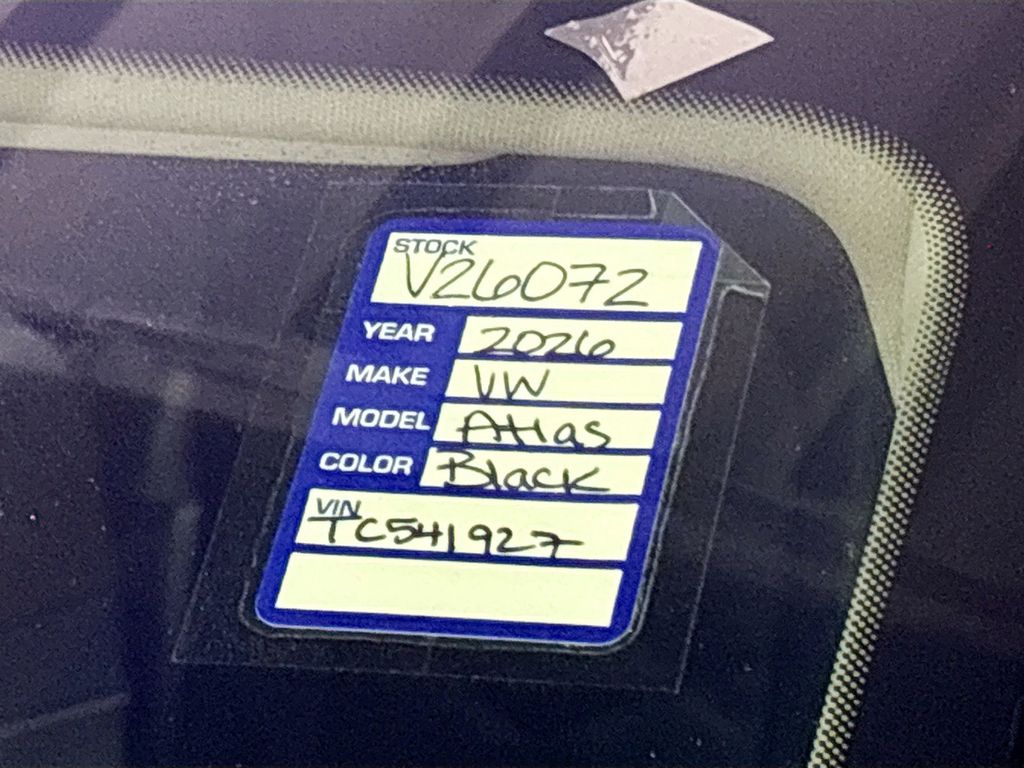 STOCK
V26072
YEAR 2026
MAKE VW
MODEL Atlas
COLOR Black
VIN
TC541927